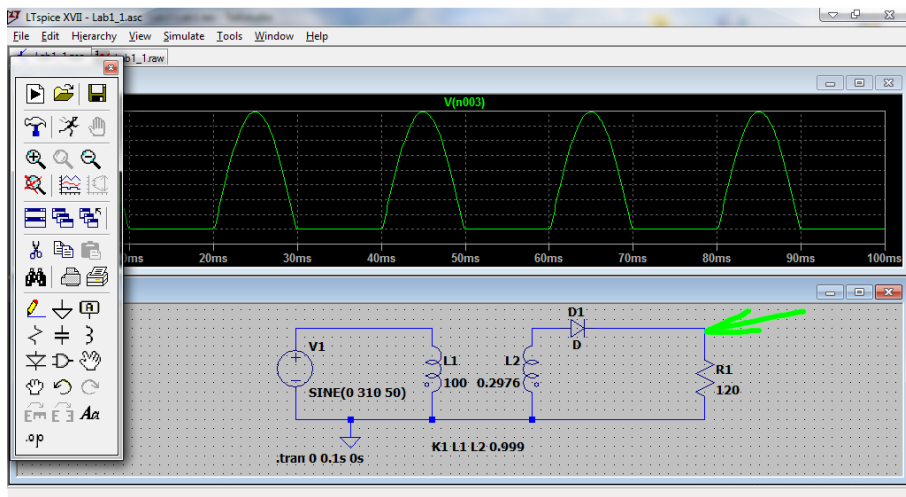 LTspice XVII - Lab1_1.asc
File Edit Hierarchy View Simulate Tools Window Help
b1_1.raw
V(n003)
0ms 20ms 30ms 40ms 50ms 60ms 70ms 80ms 90ms 100ms
D1
D
V1
SINE(0 310 50)
L1
100
L2
0.2976
R1
120
K1 L1 L2 0.999
.tran 0 0.1s 0s
A
Aa
.op